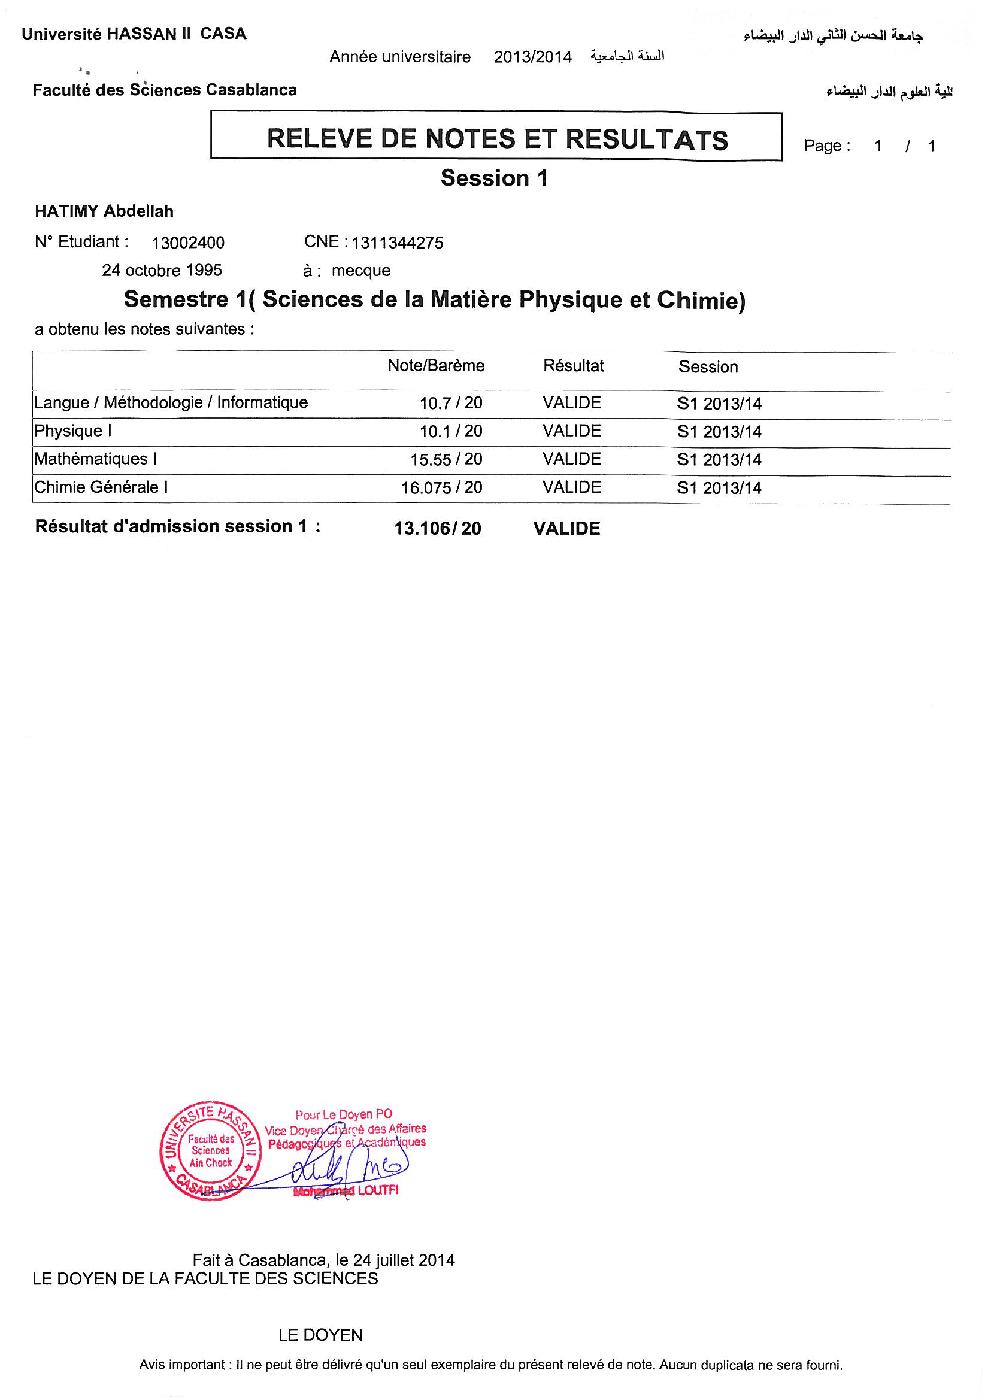 Université HASSAN II CASA
جامعة الحسن الثاني الدار البيضاء
Année universitaire 2013/2014 السنة الجامعية
Faculté des Sciences Casablanca
كلية العلوم الدار البيضاء
RELEVE DE NOTES ET RESULTATS
Page : 1 / 1
Session 1
HATIMY Abdellah
N° Etudiant : 13002400 CNE : 1311344275
24 octobre 1995 à : mecque
Semestre 1( Sciences de la Matière Physique et Chimie)
a obtenu les notes suivantes :
Note/Barème Résultat Session
Langue / Méthodologie / Informatique 10.7 / 20 VALIDE S1 2013/14
Physique I 10.1 / 20 VALIDE S1 2013/14
Mathématiques I 15.55 / 20 VALIDE S1 2013/14
Chimie Générale I 16.075 / 20 VALIDE S1 2013/14
Résultat d'admission session 1 : 13.106/ 20 VALIDE
UNIVERSITE HASSAN II
Faculté des
Sciences
Ain Chock
CASABLANCA
Pour Le Doyen PO
Vice Doyen Chargé des Affaires
Pédagogiques et Académiques
Mohammed LOUTFI
Fait à Casablanca, le 24 juillet 2014
LE DOYEN DE LA FACULTE DES SCIENCES
LE DOYEN
Avis important : Il ne peut être délivré qu'un seul exemplaire du présent relevé de note. Aucun duplicata ne sera fourni.